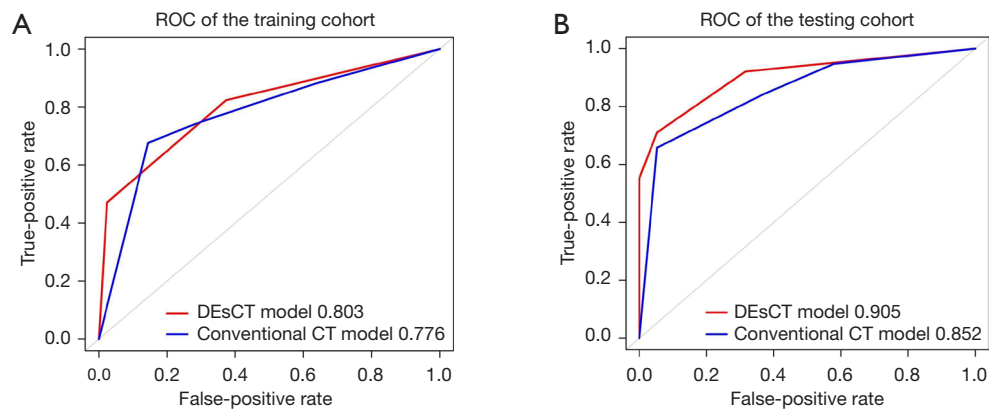 A
ROC of the training cohort
1.0
0.8
0.6
0.4
0.2
0.0
True-positive rate
DEsCT model 0.803
Conventional CT model 0.776
0.0 0.2 0.4 0.6 0.8 1.0
False-positive rate
B
ROC of the testing cohort
1.0
0.8
0.6
0.4
0.2
0.0
True-positive rate
DEsCT model 0.905
Conventional CT model 0.852
0.0 0.2 0.4 0.6 0.8 1.0
False-positive rate